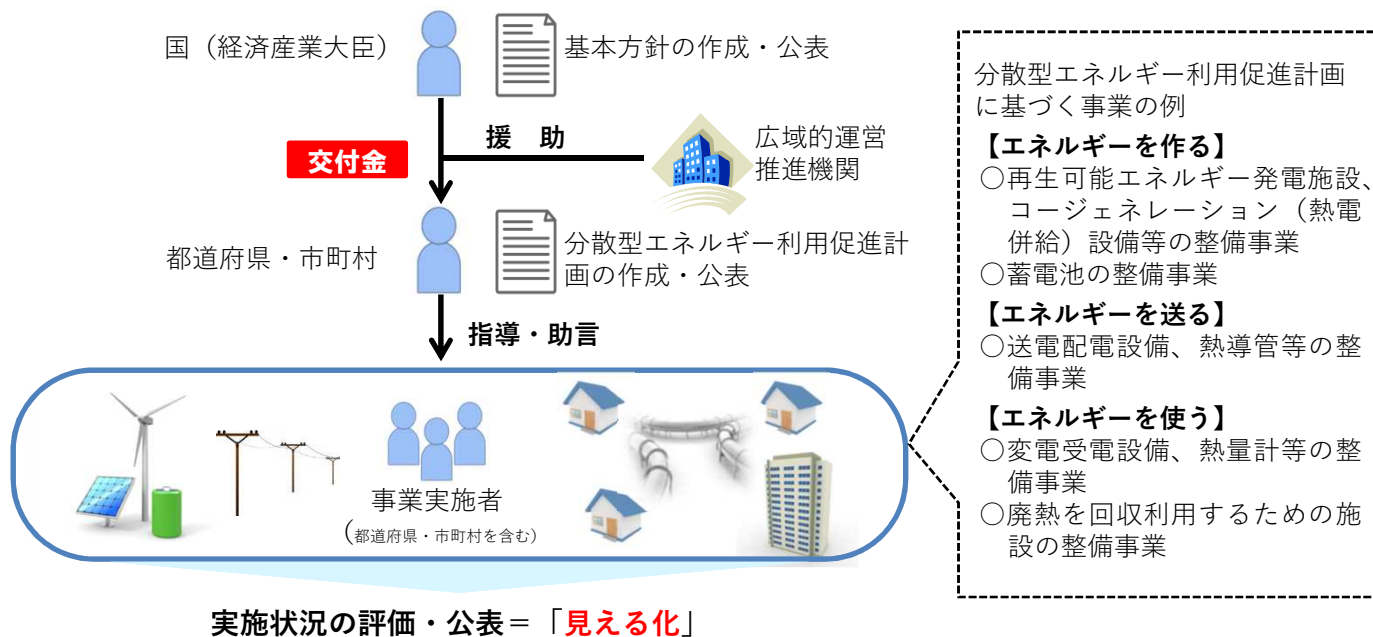 国（経済産業大臣）
基本方針の作成・公表
交付金
援　助
広域的運営
推進機関
都道府県・市町村
分散型エネルギー利用促進計
画の作成・公表
指導・助言
事業実施者
(都道府県・市町村を含む)
実施状況の評価・公表＝「見える化」
分散型エネルギー利用促進計画
に基づく事業の例
【エネルギーを作る】
○再生可能エネルギー発電施設、
コージェネレーション（熱電
併給）設備等の整備事業
○蓄電池の整備事業
【エネルギーを送る】
○送電配電設備、熱導管等の整
備事業
【エネルギーを使う】
○変電受電設備、熱量計等の整
備事業
○廃熱を回収利用するための施
設の整備事業